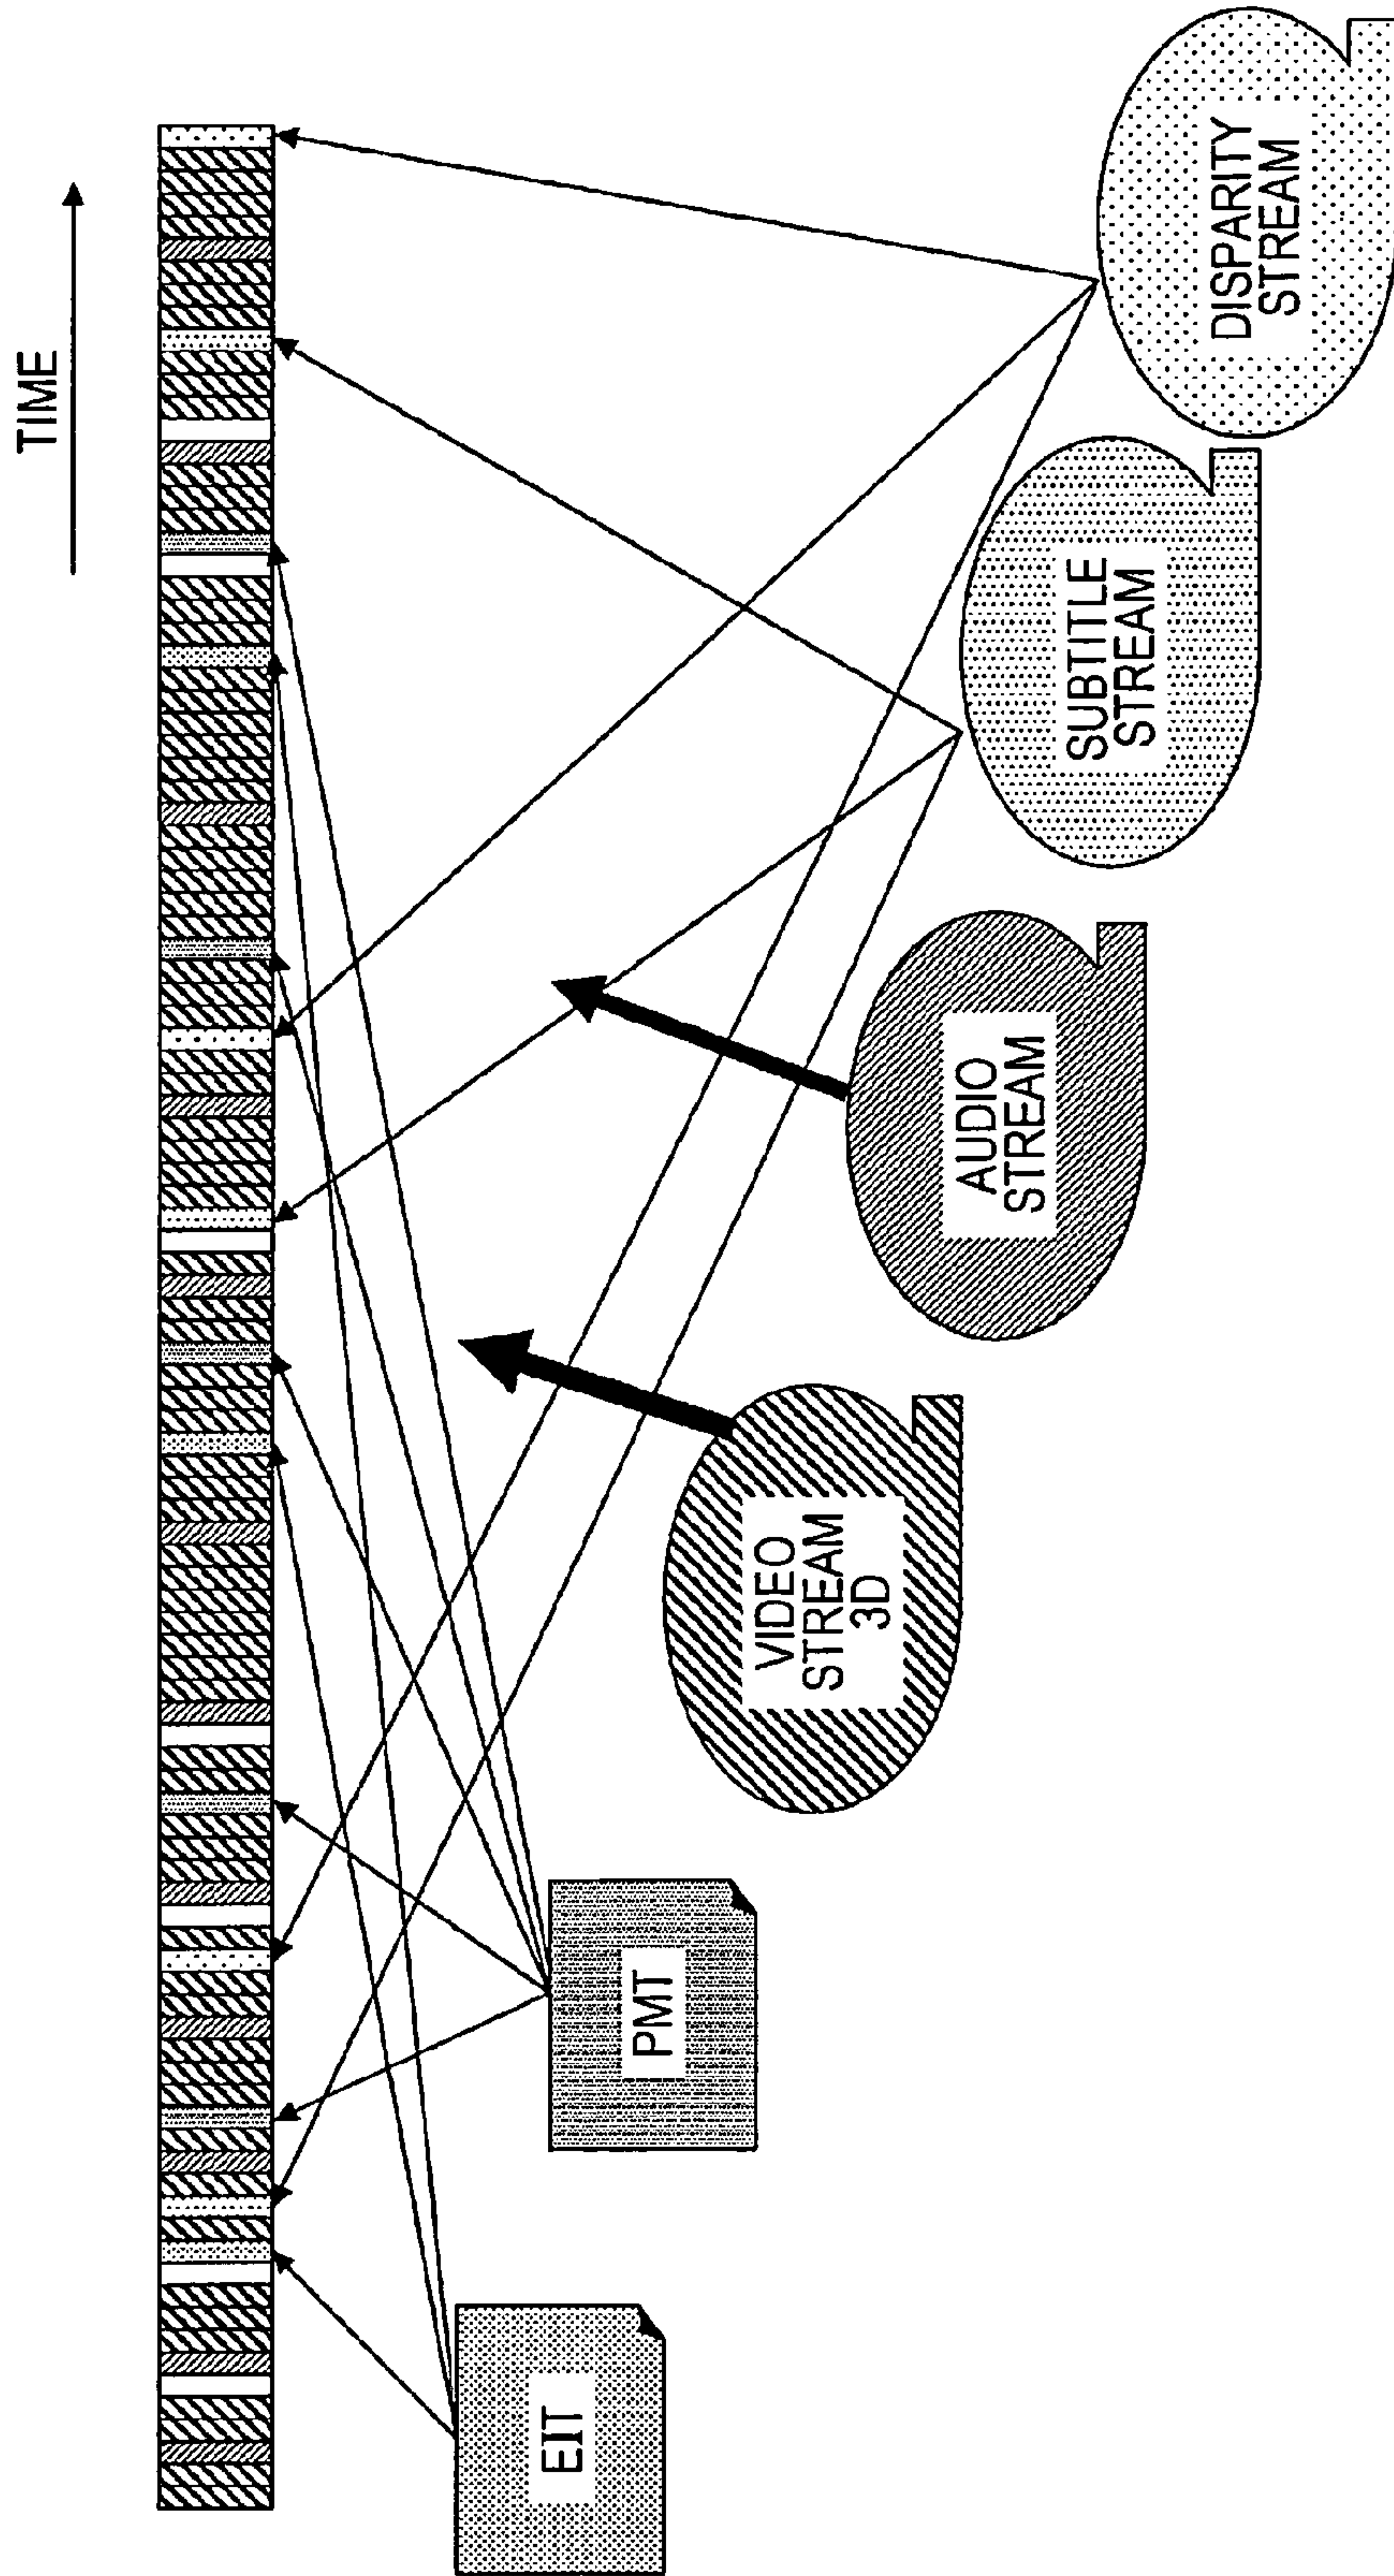 TIME
EIT
PMT
VIDEO
STREAM
3D
AUDIO
STREAM
SUBTITLE
STREAM
DISPARITY
STREAM